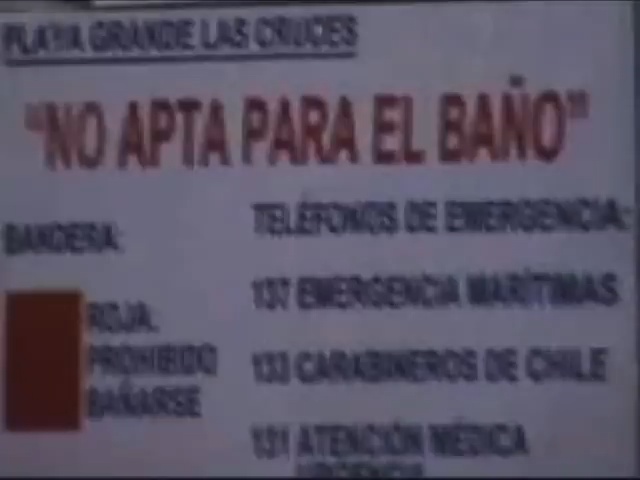 PLAYA GRANDE LAS CRUCES
"NO APTA PARA EL BAÑO"
BANDERA:
ROJA:
PROHIBIDO
BAÑARSE
TELÉFONOS DE EMERGENCIA:
137 EMERGENCIA MARÍTIMAS
133 CARABINEROS DE CHILE
131 ATENCIÓN MÉDICA
URGENCIA